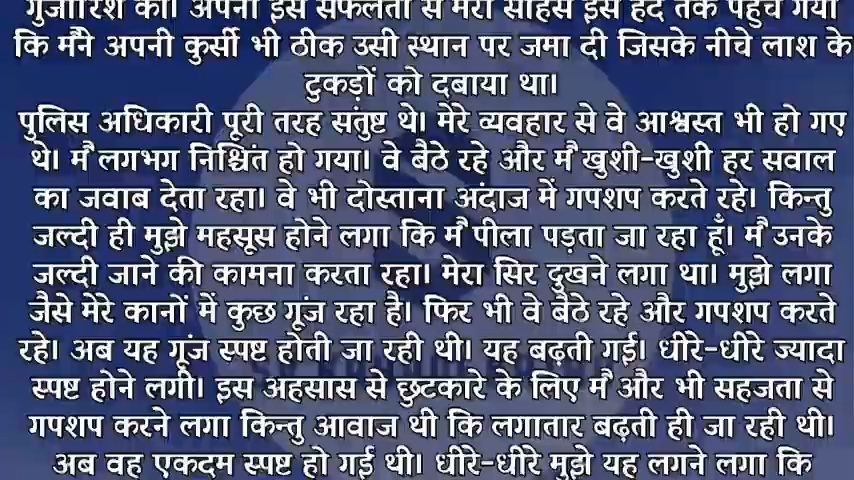 गुजारिश की। अपनी इस सफलता से मेरा साहस इस हद तक पहुंच गया
कि मैंने अपनी कुर्सी भी ठीक उसी स्थान पर जमा दी जिसके नीचे लाश के
टुकड़ों को दबाया था।
पुलिस अधिकारी पूरी तरह संतुष्ट थे। मेरे व्यवहार से वे आश्वस्त भी हो गए
थे। मैं लगभग निश्चिंत हो गया। वे बैठे रहे और मैं खुशी-खुशी हर सवाल
का जवाब देता रहा। वे भी दोस्ताना अंदाज में गपशप करते रहे। किन्तु
जल्दी ही मुझे महसूस होने लगा कि मैं पीला पड़ता जा रहा हूँ। मैं उनके
जल्दी जाने की कामना करता रहा। मेरा सिर दुखने लगा था। मुझे लगा
जैसे मेरे कानों में कुछ गूंज रहा है। फिर भी वे बैठे रहे और गपशप करते
रहे। अब यह गूंज स्पष्ट होती जा रही थी। यह बढ़ती गई। धीरे-धीरे ज्यादा
स्पष्ट होने लगी। इस अहसास से छुटकारे के लिए मैं और भी सहजता से
गपशप करने लगा किन्तु आवाज थी कि लगातार बढ़ती ही जा रही थी।
अब वह एकदम स्पष्ट हो गई थी। धीरे-धीरे मुझे यह लगने लगा कि